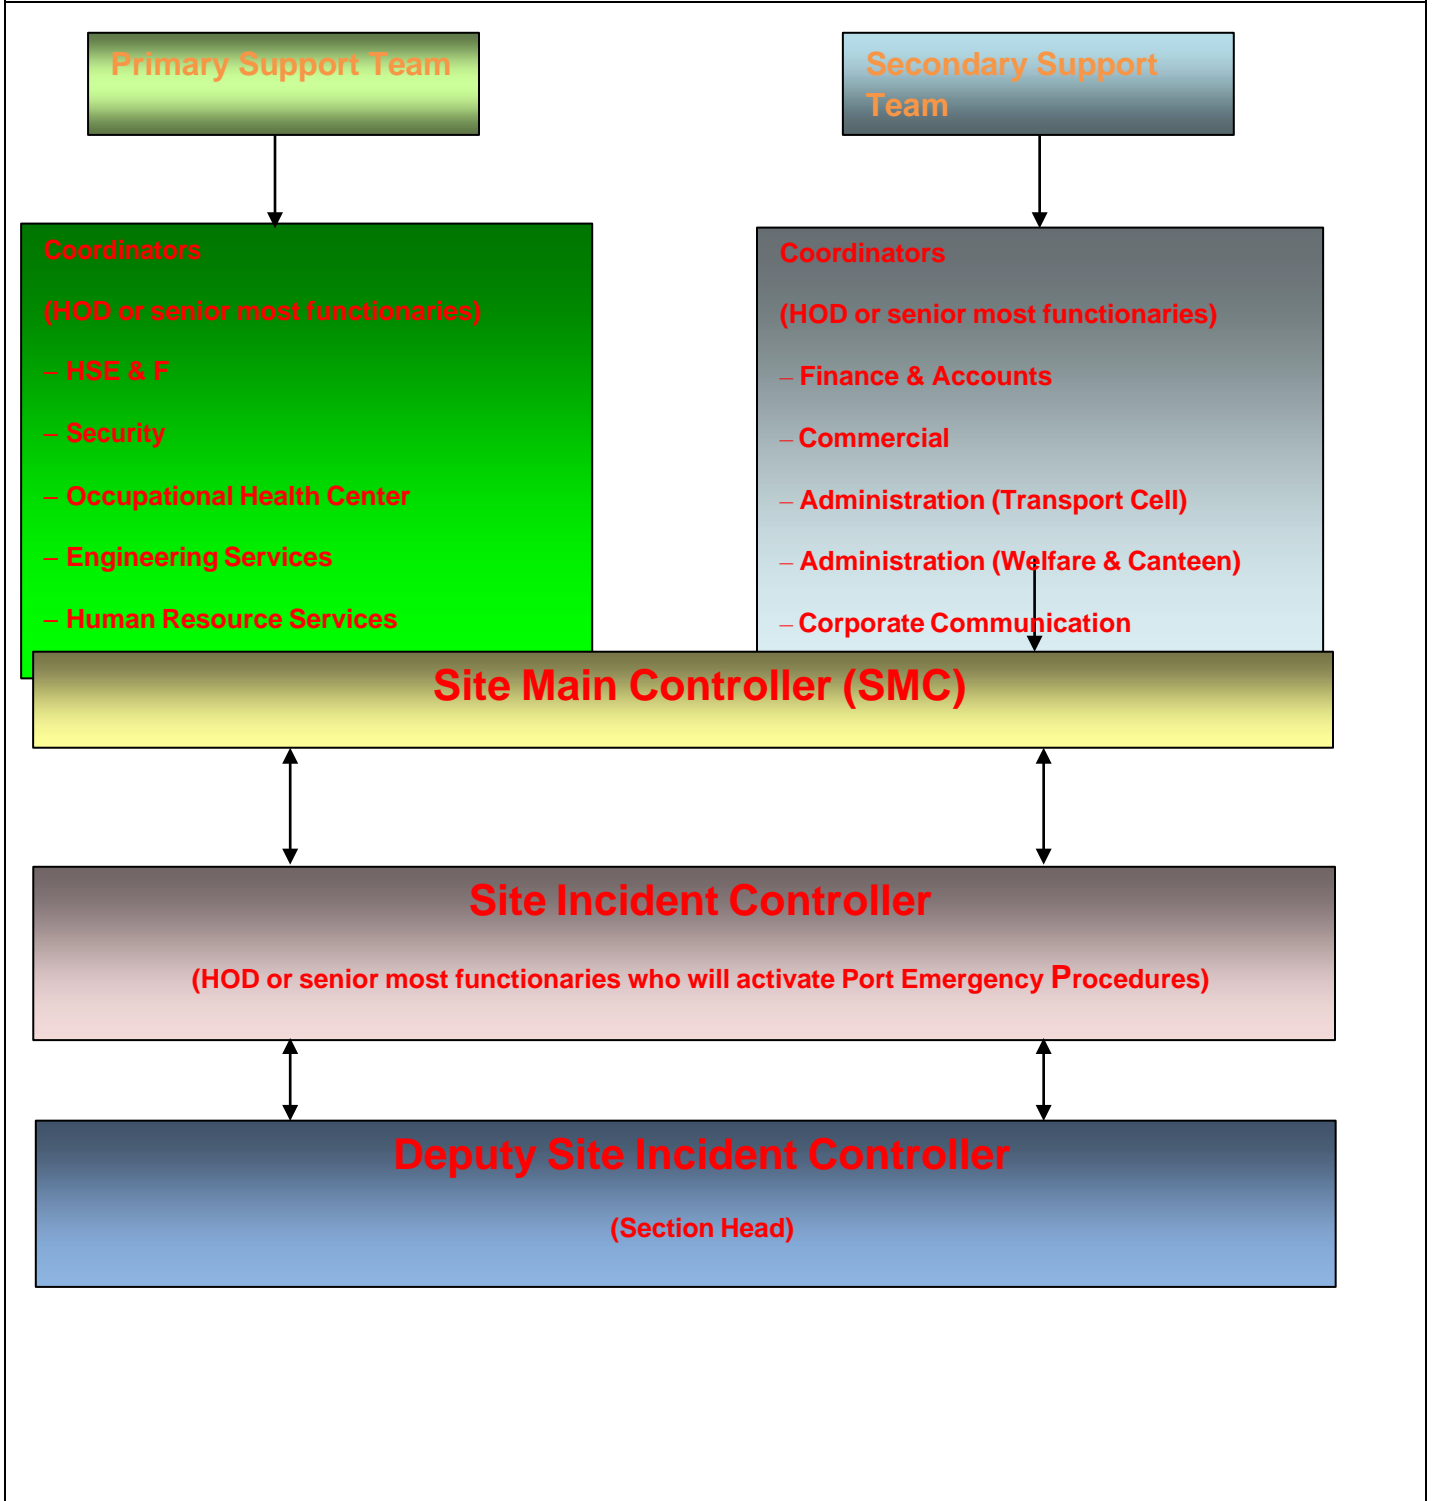 Primary Support Team
Secondary Support
Team
Coordinators
(HOD or senior most functionaries)
– HSE & F
– Security
– Occupational Health Center
– Engineering Services
– Human Resource Services
Coordinators
(HOD or senior most functionaries)
– Finance & Accounts
– Commercial
– Administration (Transport Cell)
– Administration (Welfare & Canteen)
– Corporate Communication
Site Main Controller (SMC)
Site Incident Controller
(HOD or senior most functionaries who will activate Port Emergency Procedures)
Deputy Site Incident Controller
(Section Head)